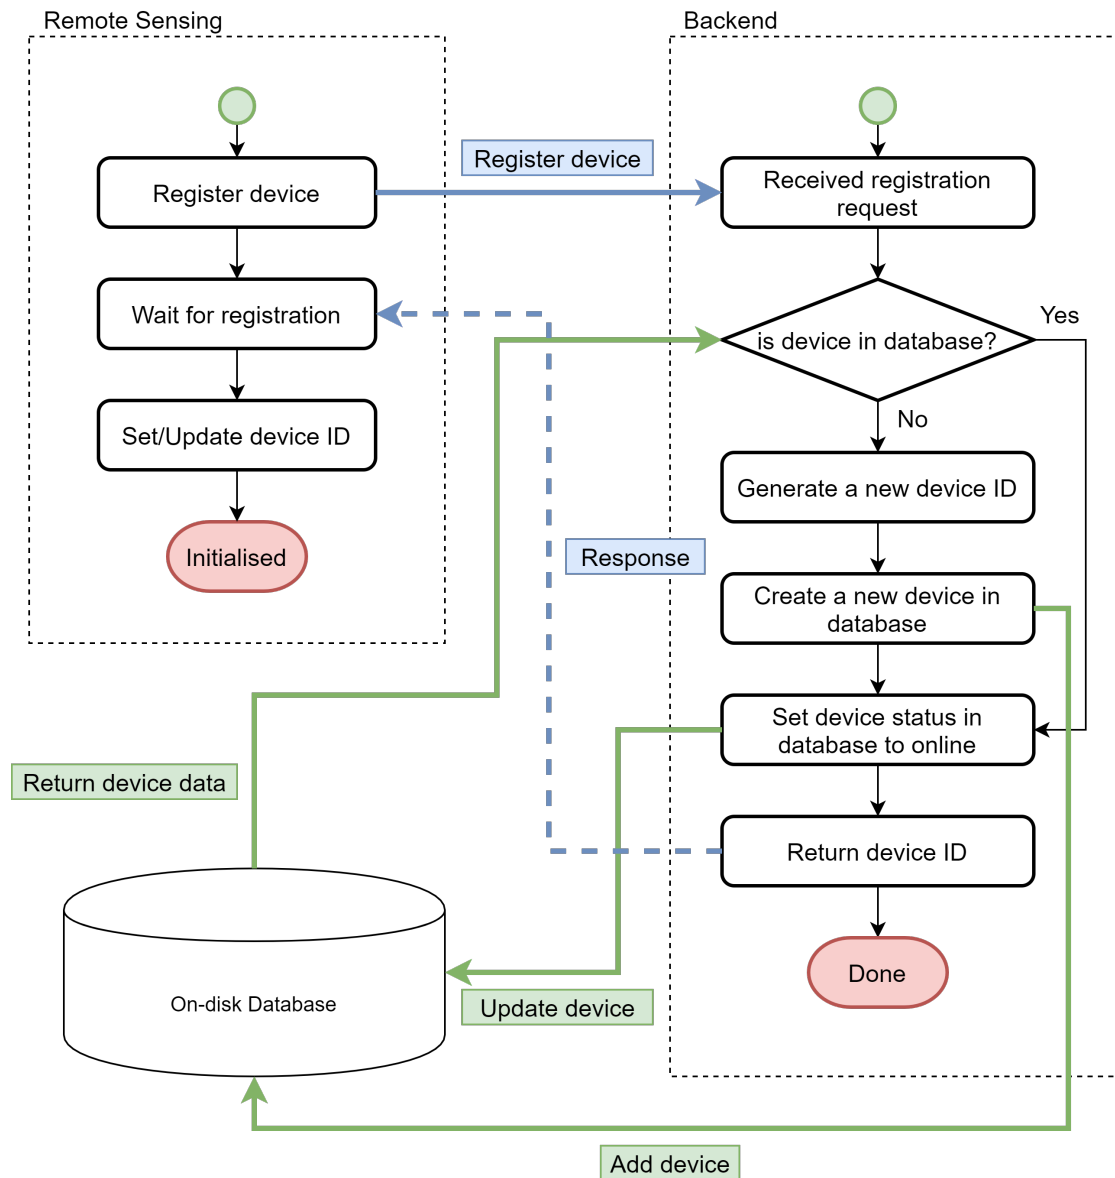 Remote Sensing
Backend
Register device
Register device
Received registration
request
Wait for registration
Yes
is device in database?
Set/Update device ID
No
Generate a new device ID
Initialised
Response
Create a new device in
database
Set device status in
database to online
Return device data
Return device ID
On-disk Database
Update device
Done
Add device